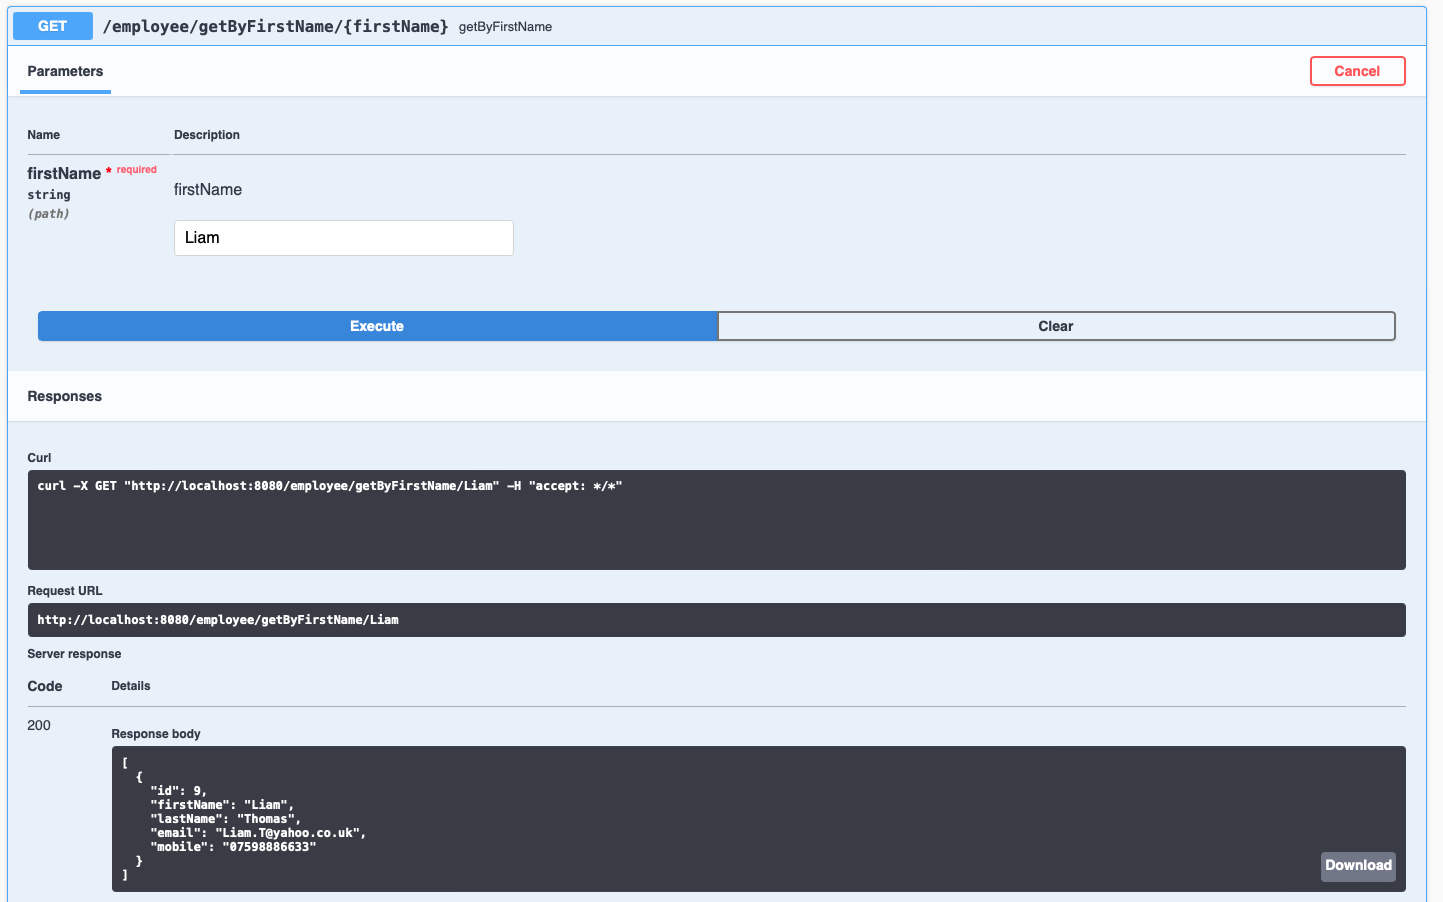 GET /employee/getByFirstName/{firstName} getByFirstName
Parameters
Cancel
Name Description
firstName * required
string
(path)
firstName
Liam
Execute Clear
Responses
Curl
curl -X GET "http://localhost:8080/employee/getByFirstName/Liam" -H "accept: */*"
Request URL
http://localhost:8080/employee/getByFirstName/Liam
Server response
Code Details
200
Response body
[
  {
    "id": 9,
    "firstName": "Liam",
    "lastName": "Thomas",
    "email": "Liam.T@yahoo.co.uk",
    "mobile": "07598886633"
  }
]
Download